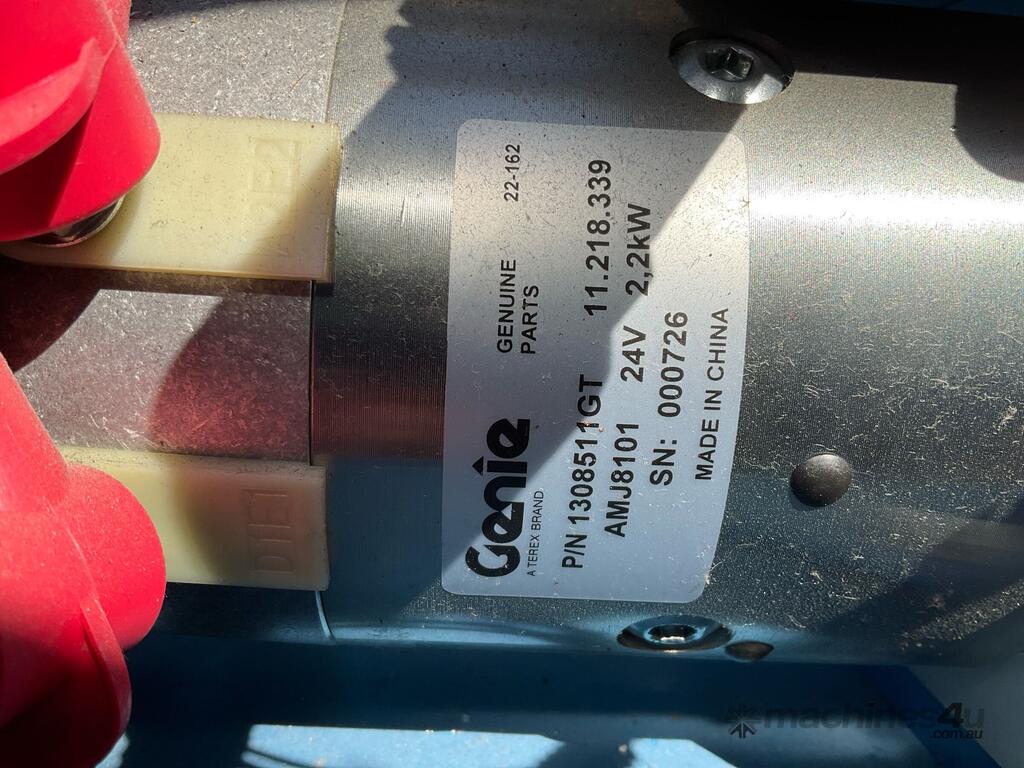 Genie
A TEREX BRAND
GENUINE
PARTS
22-162
P/N 1308511GT 11.218.339
AMJ8101 24V 2,2kW
SN: 000726
MADE IN CHINA
machines4u
.com.au